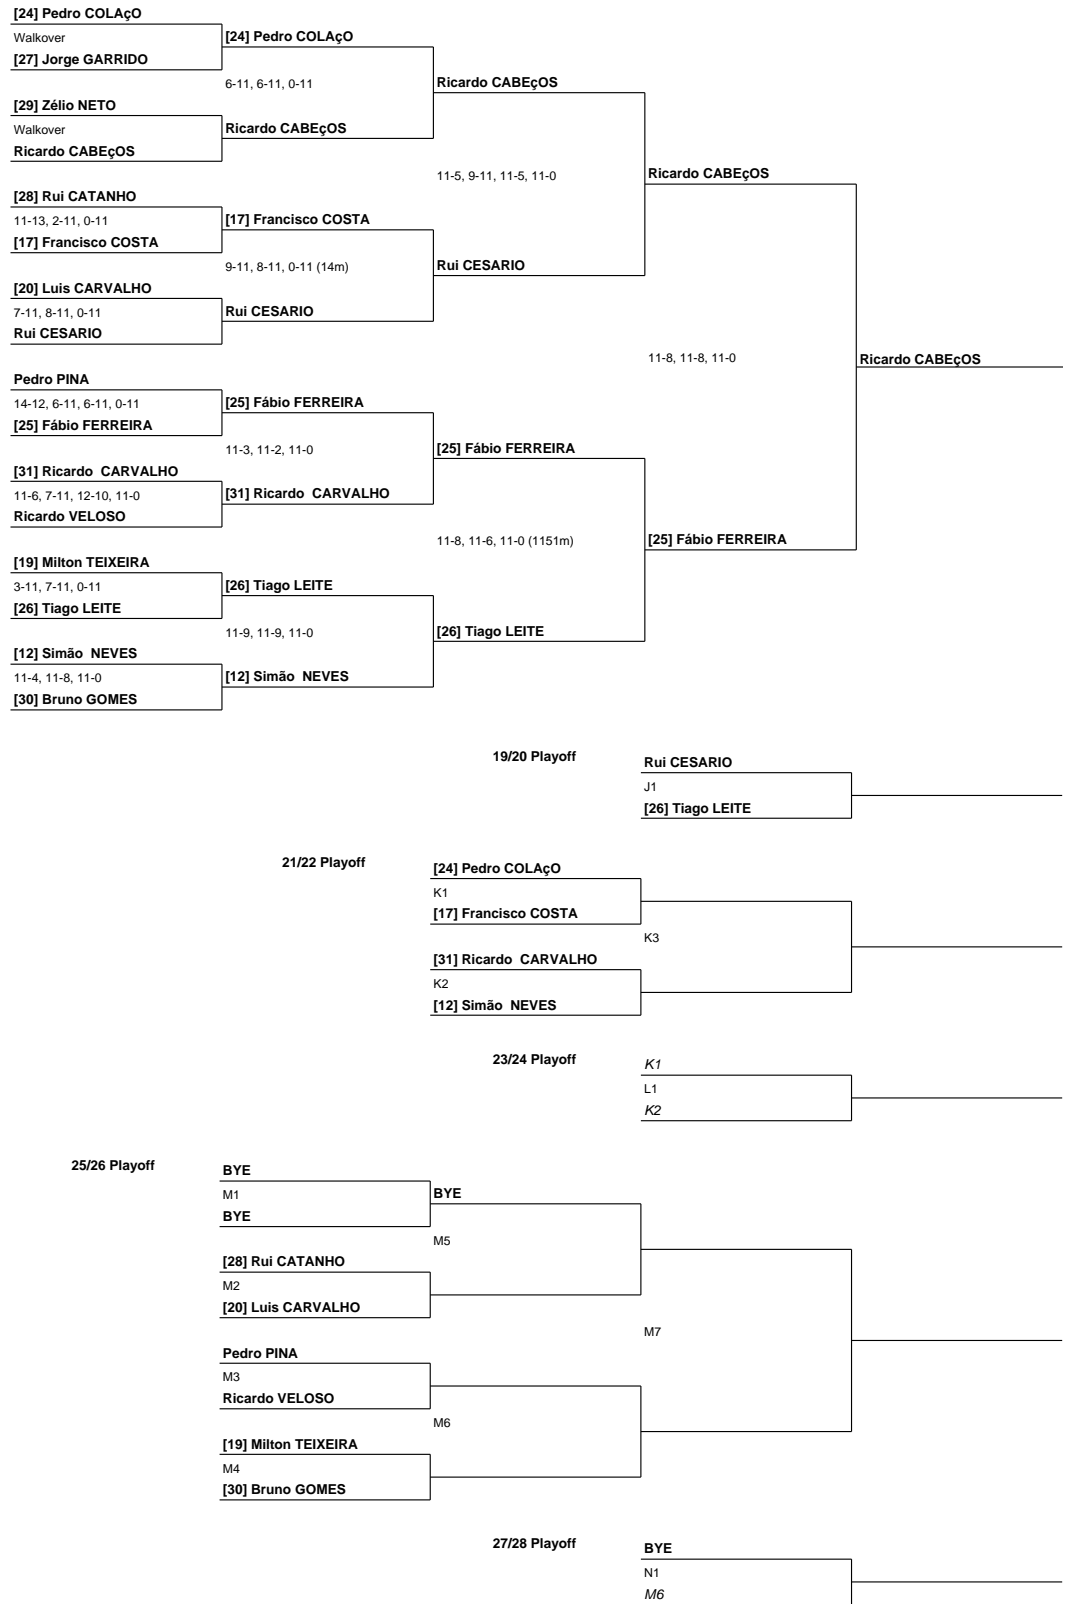 [24] Pedro COLAçO
Walkover
[24] Pedro COLAçO
[27] Jorge GARRIDO
6-11, 6-11, 0-11
Ricardo CABEçOS
[29] Zélio NETO
Walkover
Ricardo CABEçOS
Ricardo CABEçOS
11-5, 9-11, 11-5, 11-0
Ricardo CABEçOS
[28] Rui CATANHO
11-13, 2-11, 0-11
[17] Francisco COSTA
[17] Francisco COSTA
9-11, 8-11, 0-11 (14m)
Rui CESARIO
[20] Luis CARVALHO
7-11, 8-11, 0-11
Rui CESARIO
Rui CESARIO
11-8, 11-8, 11-0
Ricardo CABEçOS
Pedro PINA
14-12, 6-11, 6-11, 0-11
[25] Fábio FERREIRA
[25] Fábio FERREIRA
11-3, 11-2, 11-0
[25] Fábio FERREIRA
[31] Ricardo  CARVALHO
11-6, 7-11, 12-10, 11-0
[31] Ricardo  CARVALHO
Ricardo VELOSO
11-8, 11-6, 11-0 (1151m)
[25] Fábio FERREIRA
[19] Milton TEIXEIRA
3-11, 7-11, 0-11
[26] Tiago LEITE
[26] Tiago LEITE
11-9, 11-9, 11-0
[26] Tiago LEITE
[12] Simão  NEVES
11-4, 11-8, 11-0
[12] Simão  NEVES
[30] Bruno GOMES
19/20 Playoff
Rui CESARIO
J1
[26] Tiago LEITE
21/22 Playoff
[24] Pedro COLAçO
K1
[17] Francisco COSTA
K3
[31] Ricardo  CARVALHO
K2
[12] Simão  NEVES
23/24 Playoff
K1
L1
K2
25/26 Playoff
BYE
M1
BYE
BYE
M5
[28] Rui CATANHO
M2
[20] Luis CARVALHO
M7
Pedro PINA
M3
Ricardo VELOSO
M6
[19] Milton TEIXEIRA
M4
[30] Bruno GOMES
27/28 Playoff
BYE
N1
M6